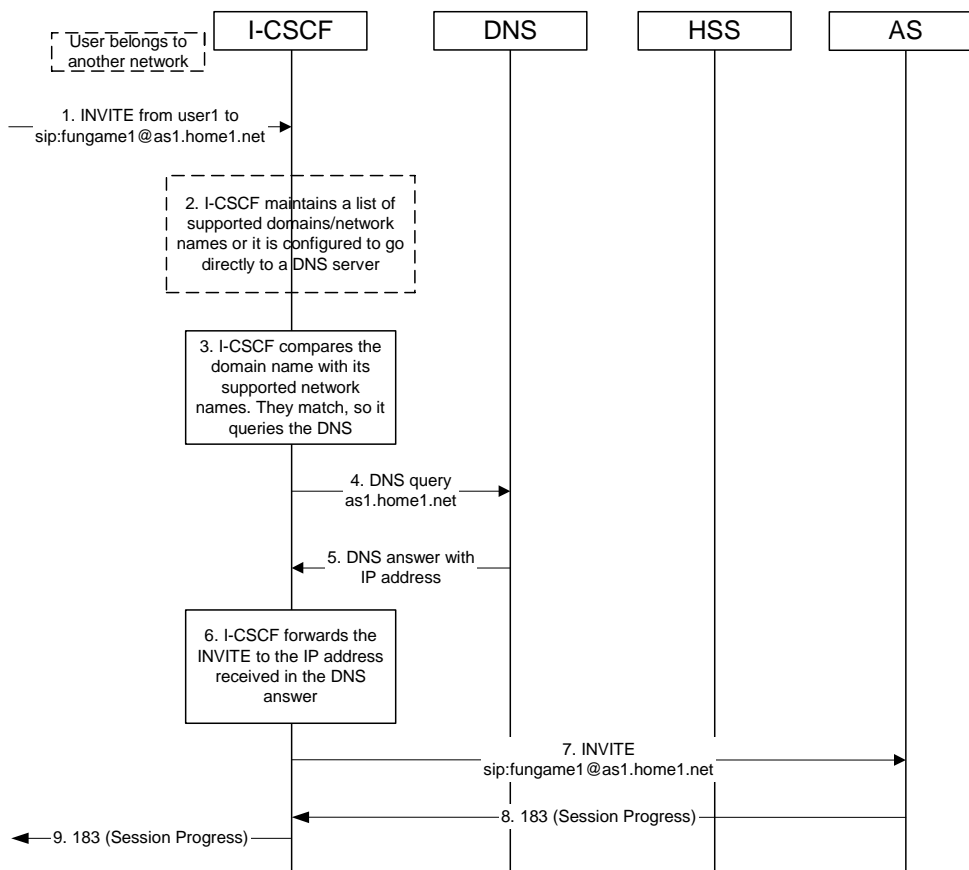 I-CSCF
DNS
HSS
AS
User belongs to
another network
1. INVITE from user1 to
sip:fungame1@as1.home1.net
2. I-CSCF maintains a list of
supported domains/network
names or it is configured to go
directly to a DNS server
3. I-CSCF compares the
domain name with its
supported network
names. They match, so it
queries the DNS
4. DNS query
as1.home1.net
5. DNS answer with
IP address
6. I-CSCF forwards the
INVITE to the IP address
received in the DNS
answer
7. INVITE
sip:fungame1@as1.home1.net
8. 183 (Session Progress)
9. 183 (Session Progress)